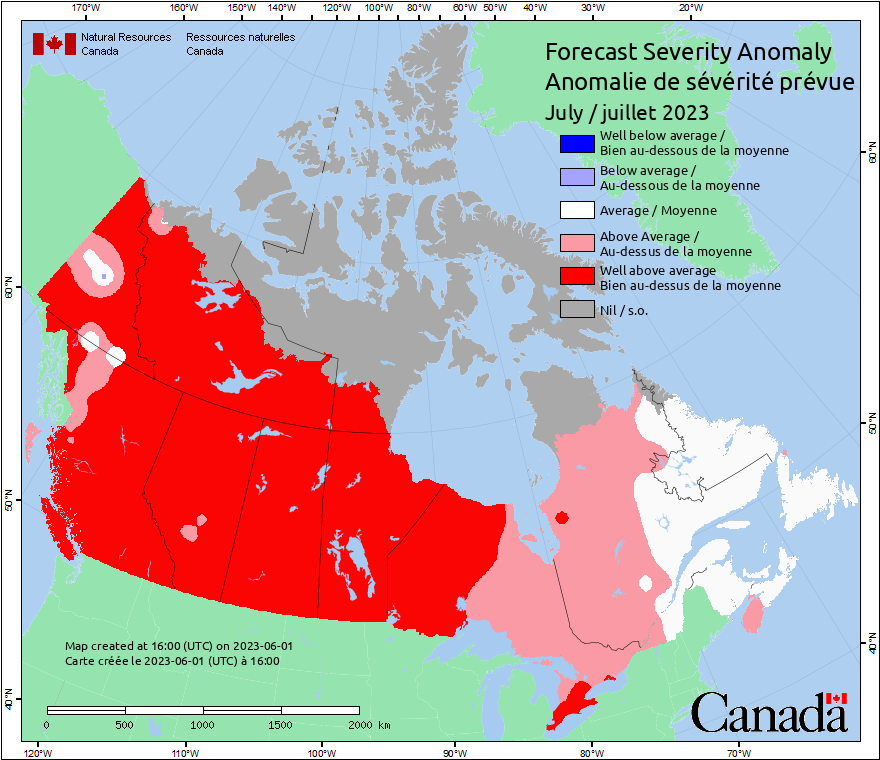 170°W 160°W 150°W 140°W 130°W 120°W 110°W 100°W 90°W 80°W 70°W 60°W 50°W 40°W 30°W 20°W
Natural Resources Ressources naturelles
Canada Canada
Forecast Severity Anomaly
Anomalie de sévérité prévue
July / juillet 2023
Well below average /
Bien au-dessous de la moyenne
Below average /
Au-dessous de la moyenne
Average / Moyenne
Above Average /
Au-dessus de la moyenne
Well above average
Bien au-dessus de la moyenne
Nil / s.o.
60°N
60°N
50°N
50°N
40°N
40°N
Map created at 16:00 (UTC) on 2023-06-01
Carte créée le 2023-06-01 (UTC) à 16:00
0 500 1000 1500 2000 km
Canada
120°W 110°W 100°W 90°W 80°W 70°W